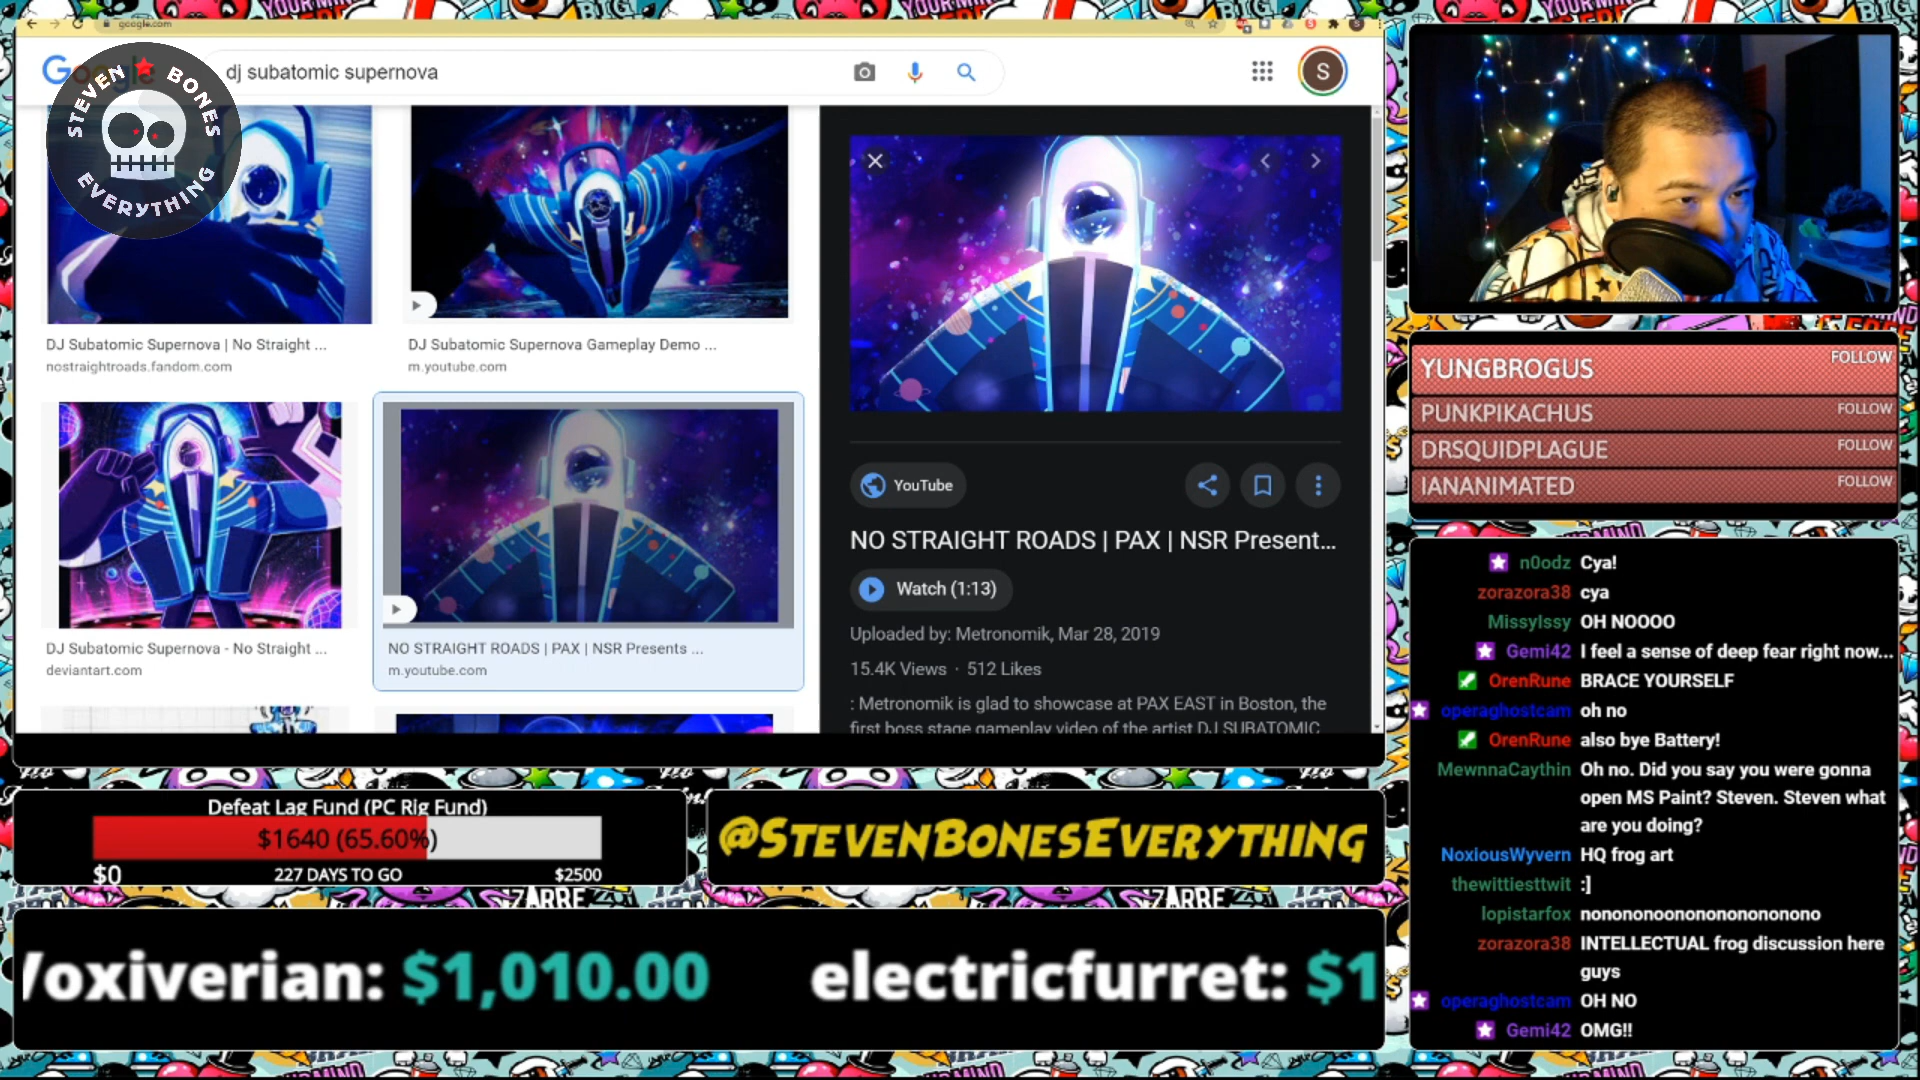 google.com
Google
dj subatomic supernova
S
STEVEN BONES
EVERYTHING
DJ Subatomic Supernova | No Straight ...
nostraightroads.fandom.com
DJ Subatomic Supernova Gameplay Demo ...
m.youtube.com
DJ Subatomic Supernova - No Straight ...
deviantart.com
NO STRAIGHT ROADS | PAX | NSR Presents ...
m.youtube.com
YouTube
NO STRAIGHT ROADS | PAX | NSR Present...
Watch (1:13)
Uploaded by: Metronomik, Mar 28, 2019
15.4K Views · 512 Likes
: Metronomik is glad to showcase at PAX EAST in Boston, the
first boss stage gameplay video of the artist DJ SUBATOMIC
YUNGBROGUS FOLLOW
PUNKPIKACHUS FOLLOW
DRSQUIDPLAGUE FOLLOW
IANANIMATED FOLLOW
n0odz Cya!
zorazora38 cya
MissyIssy OH NOOOO
Gemi42 I feel a sense of deep fear right now...
OrenRune BRACE YOURSELF
operaghostcam oh no
OrenRune also bye Battery!
MewnnaCaythin Oh no. Did you say you were gonna
open MS Paint? Steven. Steven what
are you doing?
NoxiousWyvern HQ frog art
thewittiesttwit :]
lopistarfox nonononoonononononono
zorazora38 INTELLECTUAL frog discussion here
guys
operaghostcam OH NO
Gemi42 OMG!!
Defeat Lag Fund (PC Rig Fund)
$1640 (65.60%)
$0 227 DAYS TO GO $2500
@STEVENBONESEVERYTHING
/oxiverian: $1,010.00 electricfurret: $1